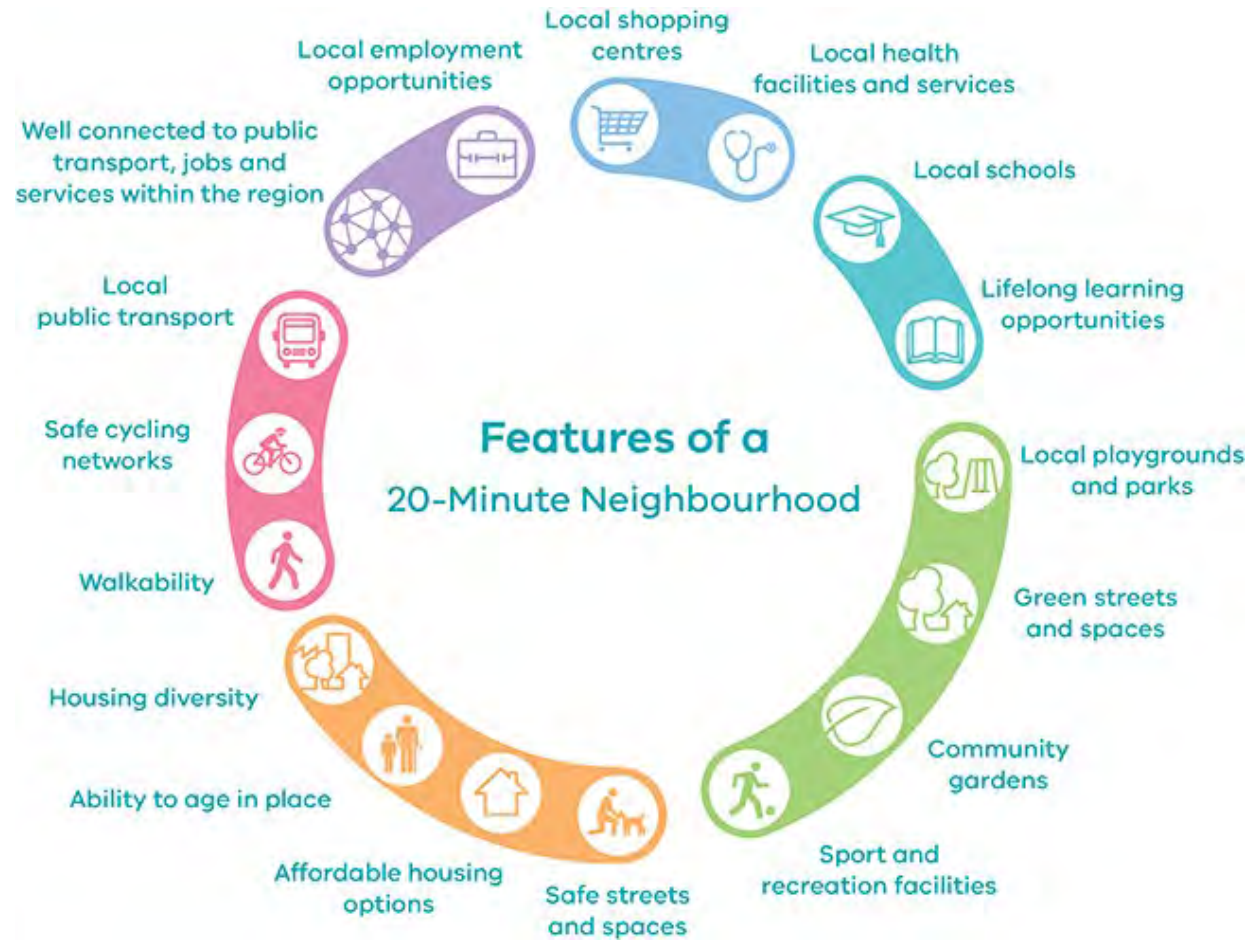 Local shopping
centres
Local employment
opportunities
Local health
facilities and services
Well connected to public
transport, jobs and
services within the region
Local schools
Local
public transport
Lifelong learning
opportunities
Features of a
20-Minute Neighbourhood
Safe cycling
networks
Local playgrounds
and parks
Walkability
Green streets
and spaces
Housing diversity
Community
gardens
Ability to age in place
Sport and
recreation facilities
Affordable housing
options
Safe streets
and spaces